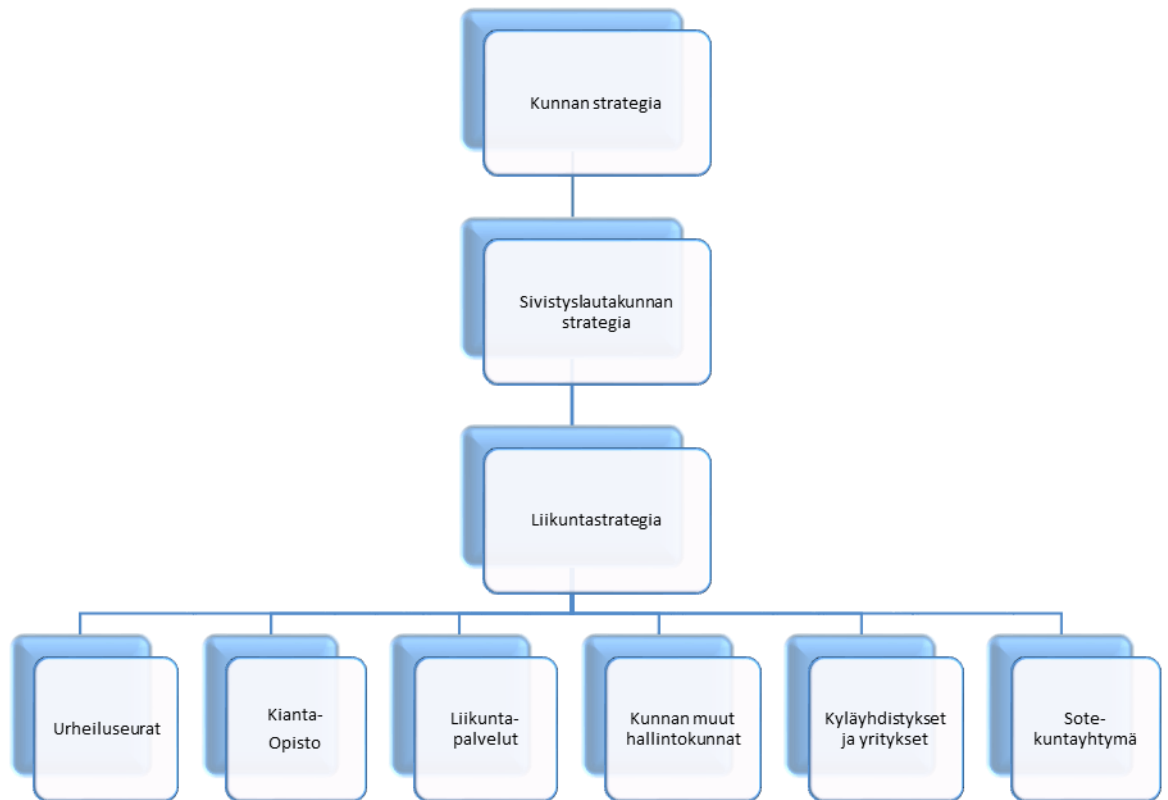 Kunnan strategia
Sivistyslautakunnan
strategia
Liikuntastrategia
Urheiluseurat
Kianta-
Opisto
Liikunta-
palvelut
Kunnan muut
hallintokunnat
Kyläyhdistykset
ja yritykset
Sote-
kuntayhtymä